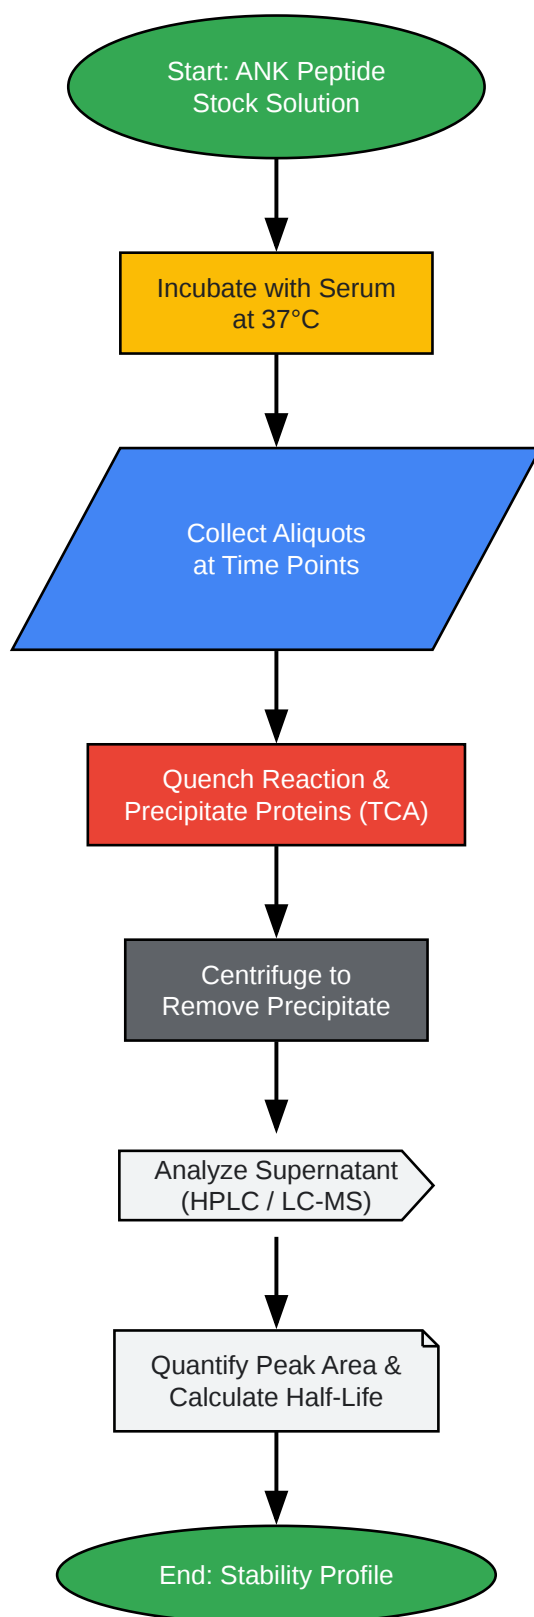 Start: ANK Peptide
Stock Solution
Incubate with Serum
at 37°C
Collect Aliquots
at Time Points
Quench Reaction &
Precipitate Proteins (TCA)
Centrifuge to
Remove Precipitate
Analyze Supernatant
(HPLC / LC-MS)
Quantify Peak Area &
Calculate Half-Life
End: Stability Profile